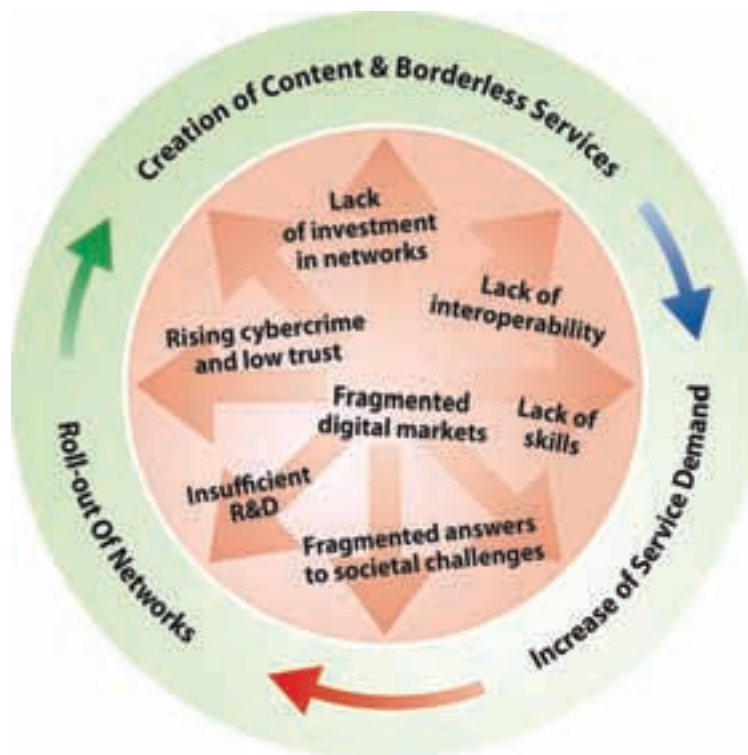 Creation of Content & Borderless Services
Lack
of investment
in networks
Lack of
interoperability
Rising cybercrime
and low trust
Fragmented
digital markets
Lack of
skills
Insufficient
R&D
Fragmented answers
to societal challenges
Increase of Service Demand
Roll-out Of Networks